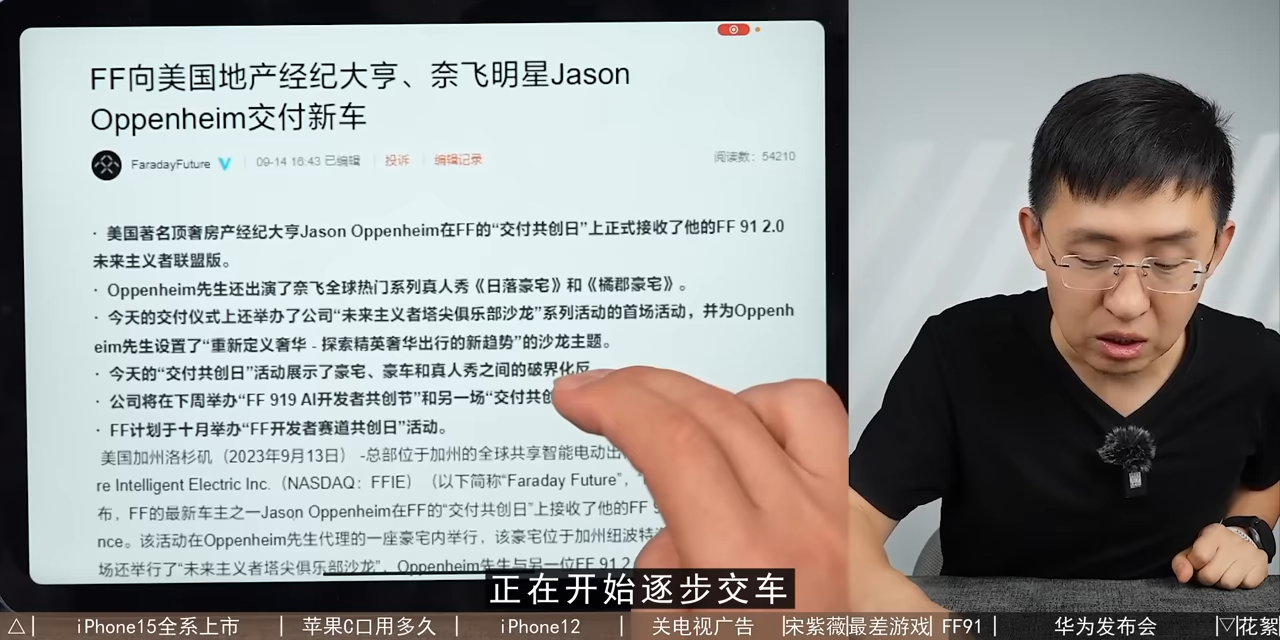 FF向美国地产经纪大亨、奈飞明星Jason
Oppenheim交付新车
FaradayFuture
09-14 16:43 已编辑
投诉
编辑记录
阅读数：54210
· 美国著名顶奢房产经纪大亨Jason Oppenheim在FF的“交付共创日”上正式接收了他的FF 91 2.0
未来主义者联盟版。
· Oppenheim先生还出演了奈飞全球热门系列真人秀《日落豪宅》和《橘郡豪宅》。
· 今天的交付仪式上还举办了公司“未来主义者塔尖俱乐部沙龙”系列活动的首场活动，并为Oppenh
eim先生设置了“重新定义奢华 - 探索精英奢华出行的新趋势”的沙龙主题。
· 今天的“交付共创日”活动展示了豪宅、豪车和真人秀之间的破界化反
· 公司将在下周举办“FF 919 AI开发者共创节”和另一场“交付共创
· FF计划于十月举办“FF开发者赛道共创日”活动。
美国加州洛杉矶（2023年9月13日） -总部位于加州的全球共享智能电动出
re Intelligent Electric Inc.（NASDAQ：FFIE）（以下简称“Faraday Future”，
布，FF的最新车主之一Jason Oppenheim在FF的“交付共创日”上接收了他的FF
nce。该活动在Oppenheim先生代理的一座豪宅内举行，该豪宅位于加州纽波特
场还举行了“未来主义者塔尖俱乐部沙龙”，Oppenheim先生与另一位FF 91 2
正在开始逐步交车
△| iPhone15全系上市 | 苹果C口用多久 | iPhone12 | 关电视广告 |宋紫薇|最差游戏| FF91 | 华为发布会 |▽|花絮